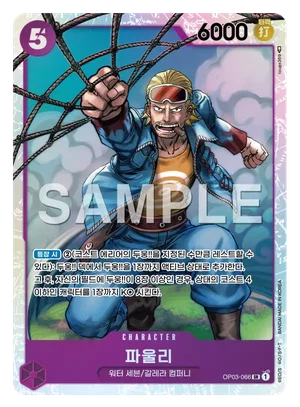 5
6000
打
SAMPLE
등장 시 ②(코스트 에리어의 두웅!!을 지정된 수만큼 레스트할 수
있다): 두웅!! 덱에서 두웅!!을 1장까지 액티브 상태로 추가한다.
그 후, 자신의 필드에 두웅!!이 8장 이상인 경우, 상대의 코스트 4
이하인 캐릭터를 1장까지 KO 시킨다.
CHARACTER
파울리
워터 세븐/갈레라 컴퍼니
OP03-066 SR 1